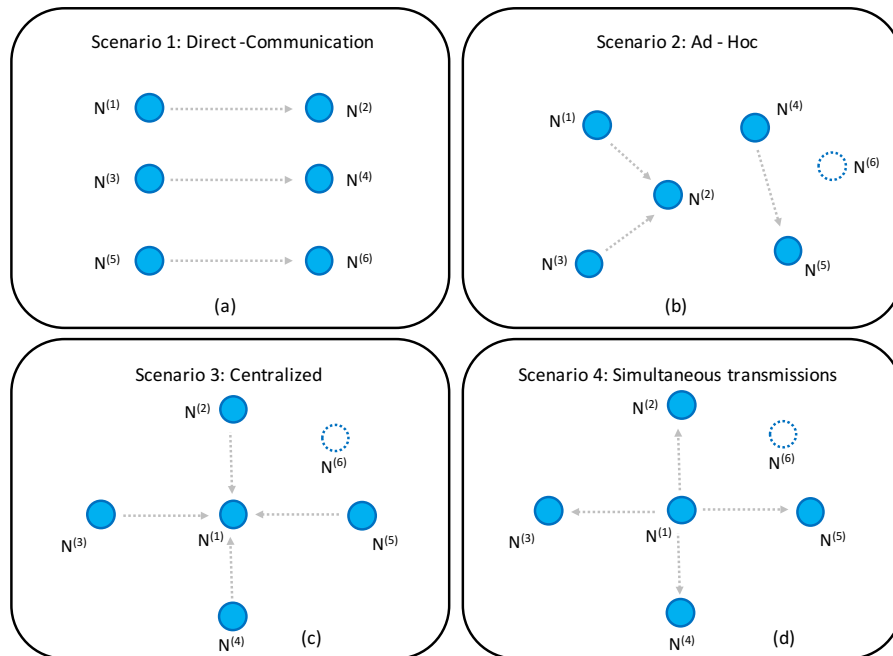 Scenario 1: Direct-Communication
N(1)
N(2)
N(3)
N(4)
N(5)
N(6)
(a)
Scenario 2: Ad - Hoc
N(1)
N(4)
N(6)
N(2)
N(3)
N(5)
(b)
Scenario 3: Centralized
N(2)
N(6)
N(3)
N(1)
N(5)
N(4)
(c)
Scenario 4: Simultaneous transmissions
N(2)
N(6)
N(3)
N(1)
N(5)
N(4)
(d)